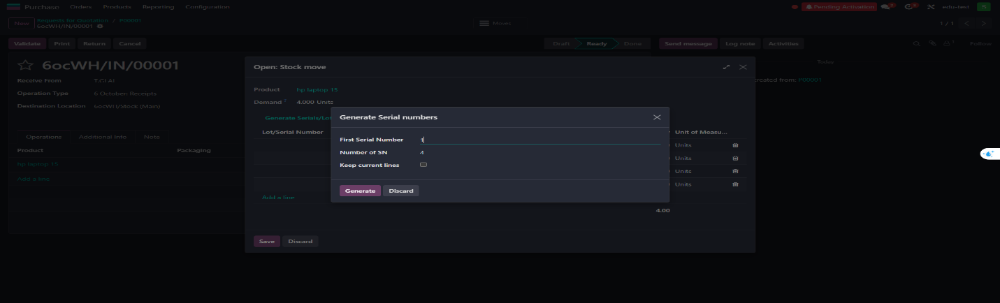 Purchase Orders Products Reporting Configuration
Pending Activation 2 edu-test
New Requests for Quotation / P00001
6ocWH/IN/00001 Moves 1 / 1
Validate Print Return Cancel Draft Ready Done Send message Log note Activities Follow
6ocWH/IN/00001
Receive From
Operation Type 6 October: Receipts
Destination Location 6ocWH/Stock (Main)
Operations Additional Info Note
Product Packaging
hp laptop 15
Add a line
Today
created from: P00001
Open: Stock move
Product hp laptop 15
Demand ? 4.000 Units
Generate Serials/Lot
Lot/Serial Number Unit of Measu...
Units
Units
Units
Units
Add a line
4.00
Save Discard
Generate Serial numbers
First Serial Number 1
Number of SN 4
Keep current lines
Generate Discard